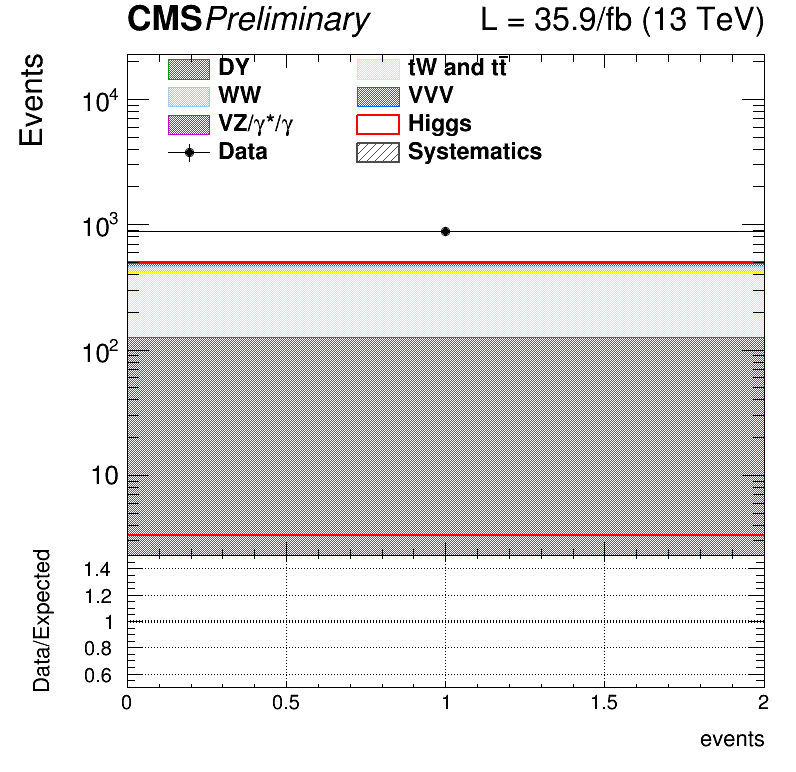 CMS Preliminary L = 35.9/fb (13 TeV)
Events
DY tW and tt̅
WW VVV
VZ/γ*/γ Higgs
Data Systematics
10⁴
10³
10²
10
Data/Expected
1.4
1.2
1
0.8
0.6
0 0.5 1 1.5 2
events